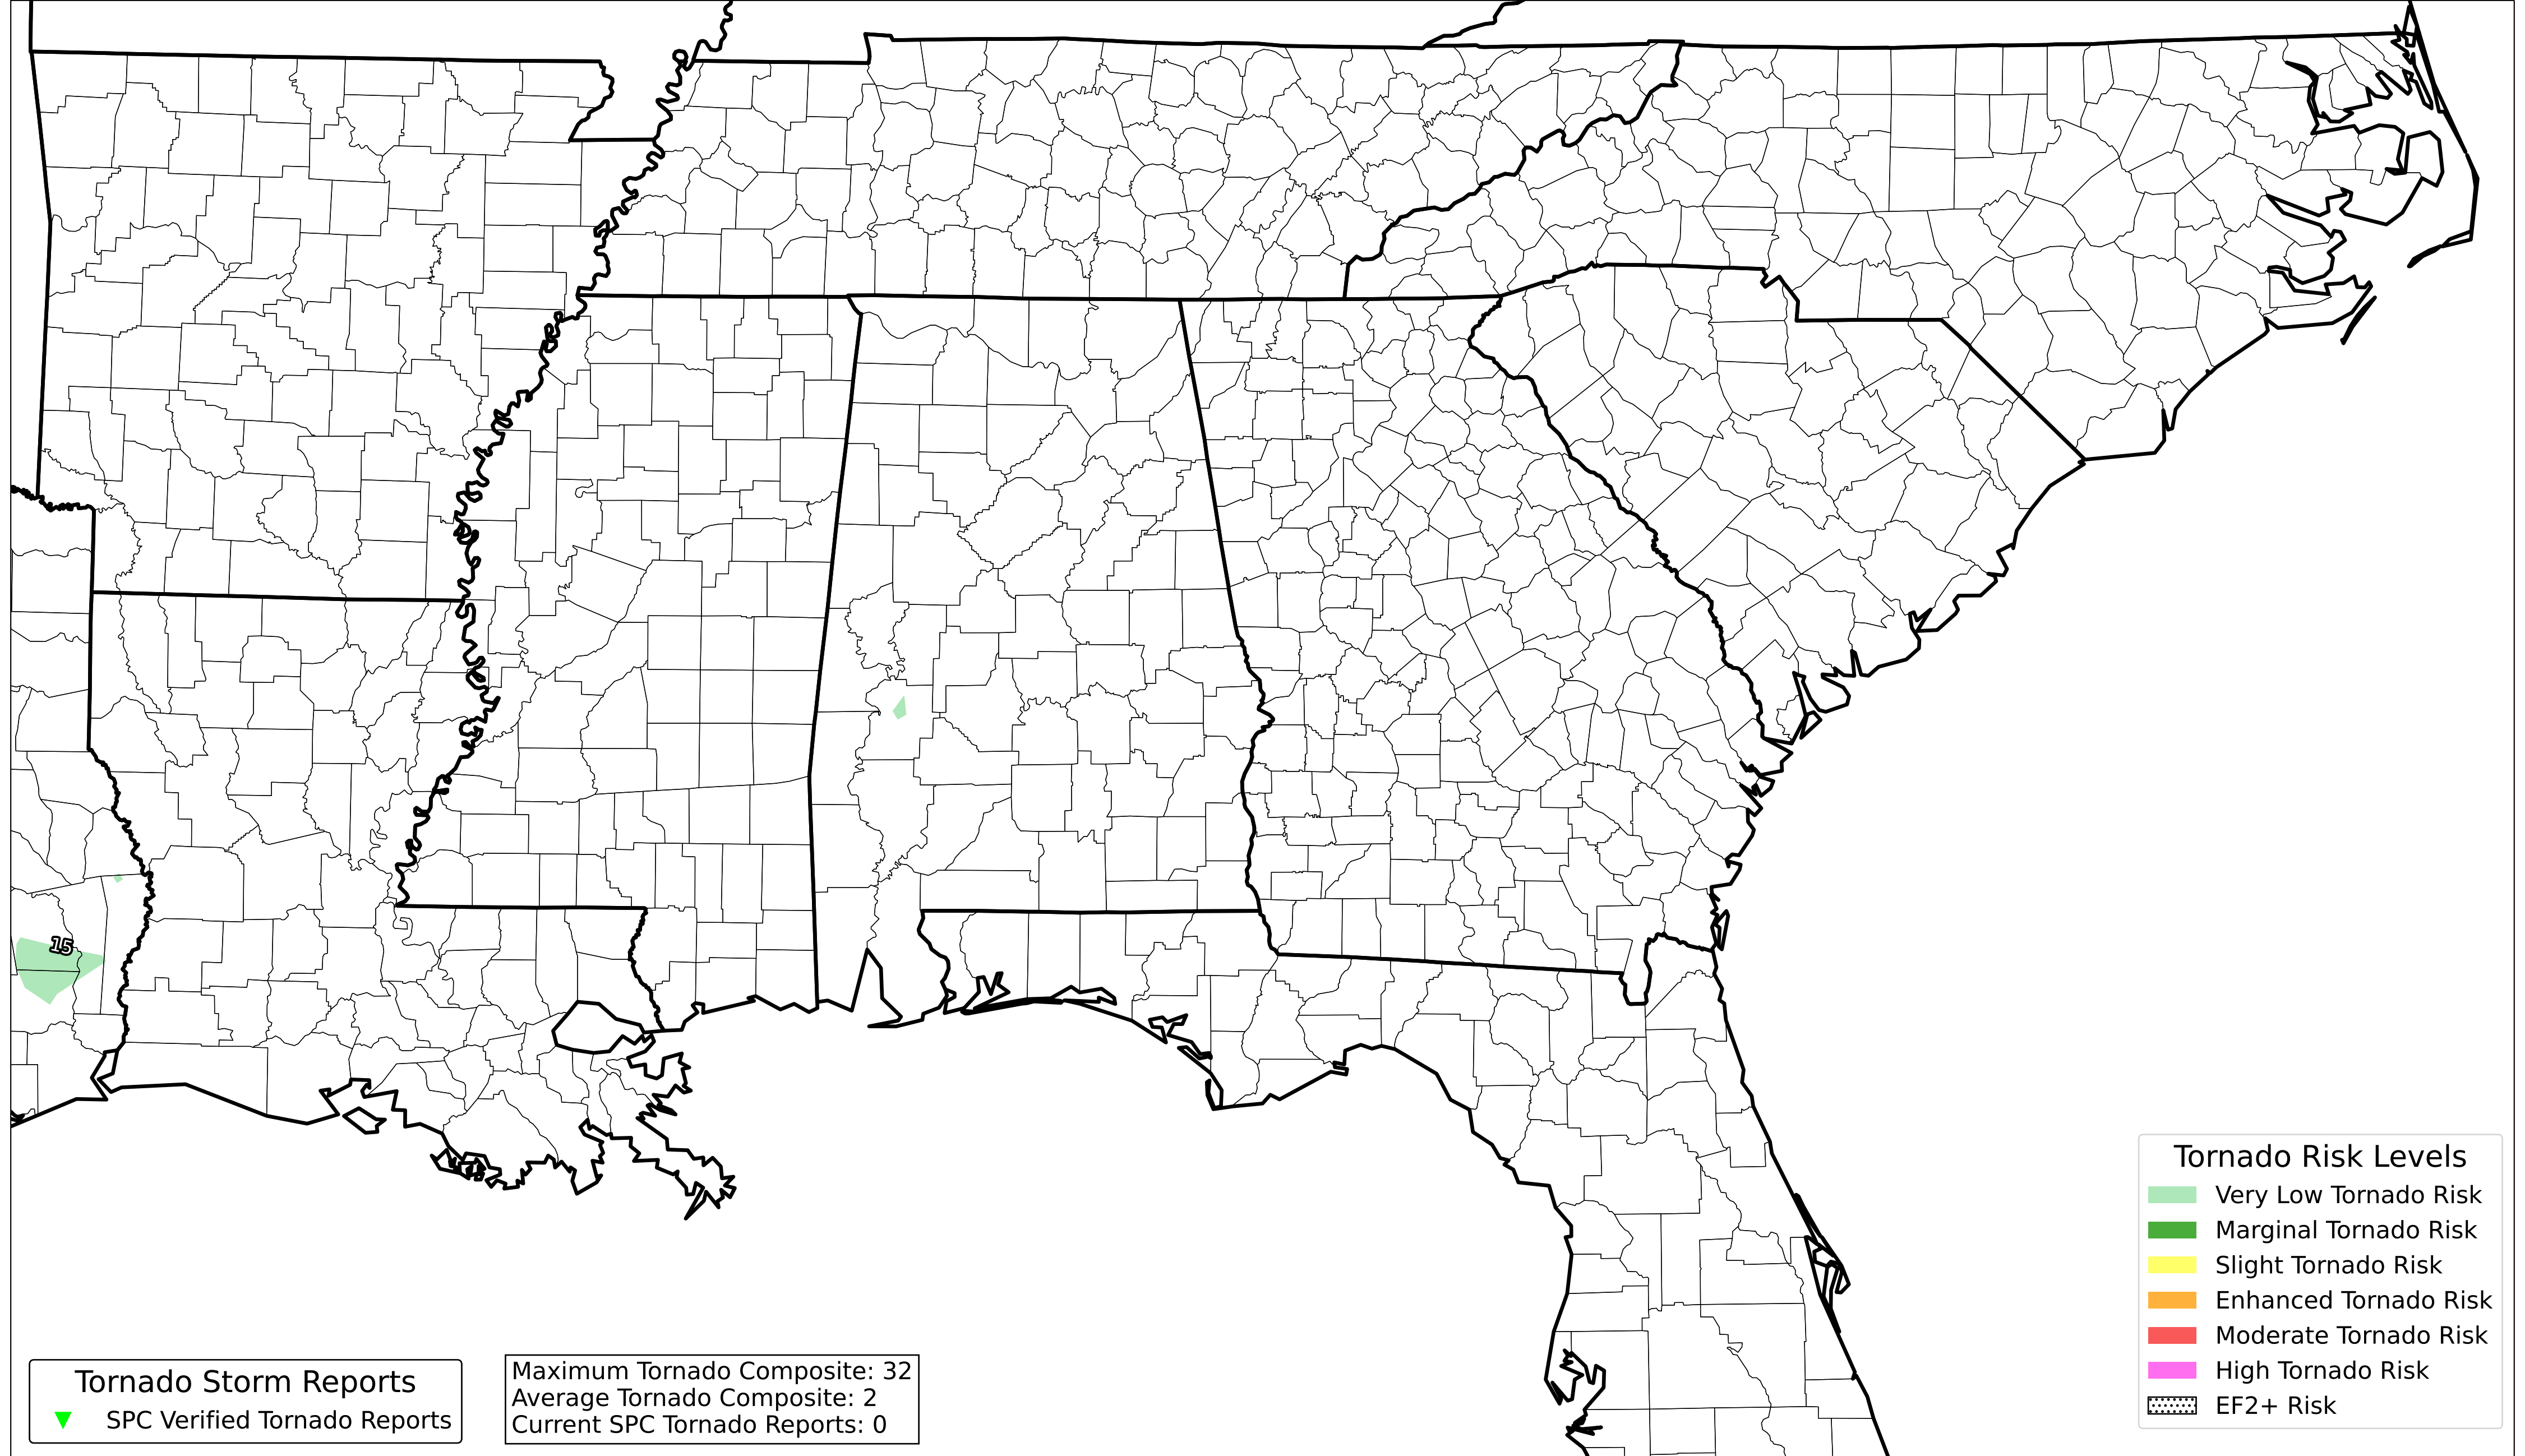 15
Tornado Storm Reports
SPC Verified Tornado Reports
Maximum Tornado Composite: 32
Average Tornado Composite: 2
Current SPC Tornado Reports: 0
Tornado Risk Levels
Very Low Tornado Risk
Marginal Tornado Risk
Slight Tornado Risk
Enhanced Tornado Risk
Moderate Tornado Risk
High Tornado Risk
EF2+ Risk